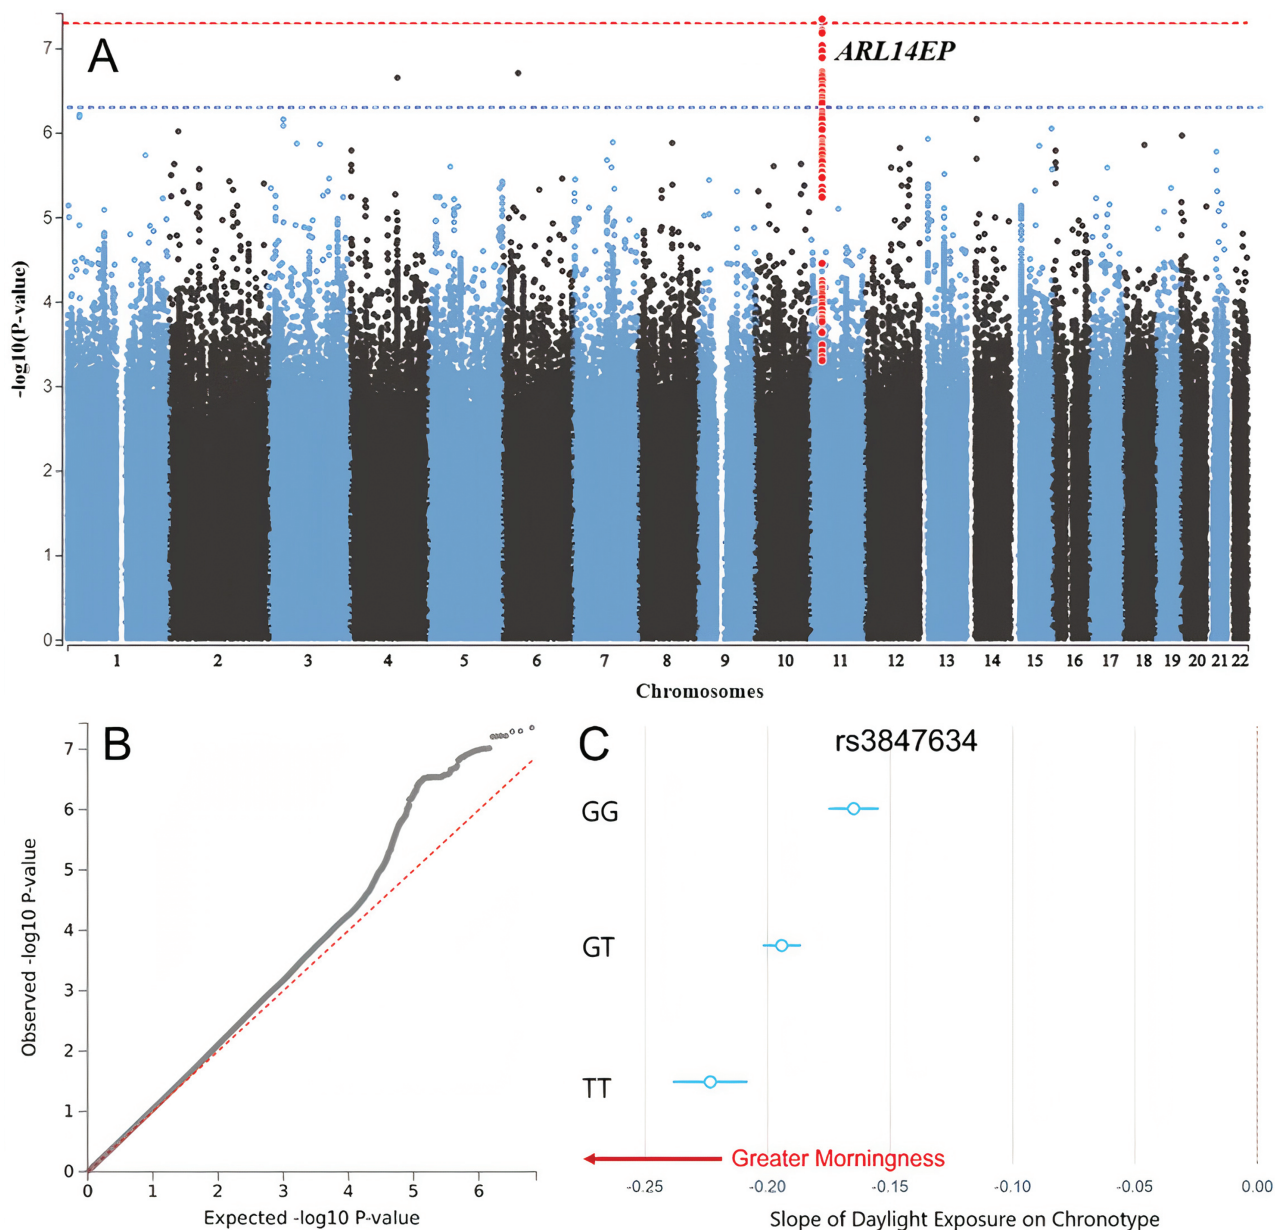 A
ARL14EP
7
6
5
4
3
2
1
0
-log10(P-value)
1 2 3 4 5 6 7 8 9 10 11 12 13 14 15 16 17 18 19 20 21 22
Chromosomes
B
7
6
5
4
3
2
1
0
Observed -log10 P-value
0 1 2 3 4 5 6
Expected -log10 P-value
C
rs3847634
GG
GT
TT
Greater Morningness
-0.25 -0.20 -0.15 -0.10 -0.05 0.00
Slope of Daylight Exposure on Chronotype